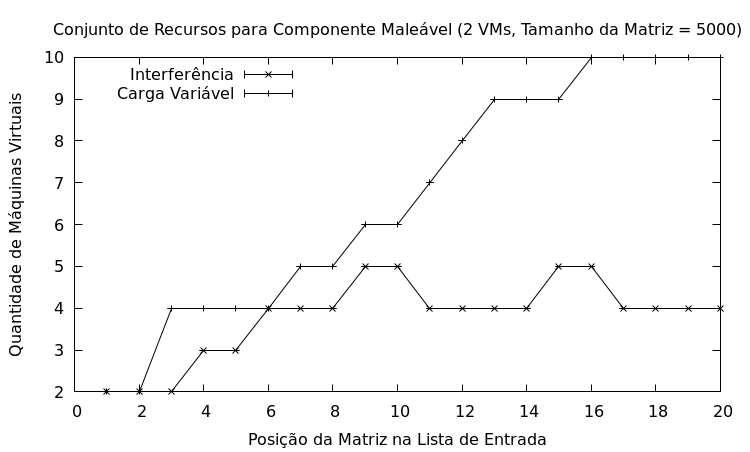 Conjunto de Recursos para Componente Maleável (2 VMs, Tamanho da Matriz = 5000)
10
9
8
7
6
5
4
3
2
Quantidade de Máquinas Virtuais
Interferência
Carga Variável
0 2 4 6 8 10 12 14 16 18 20
Posição da Matriz na Lista de Entrada